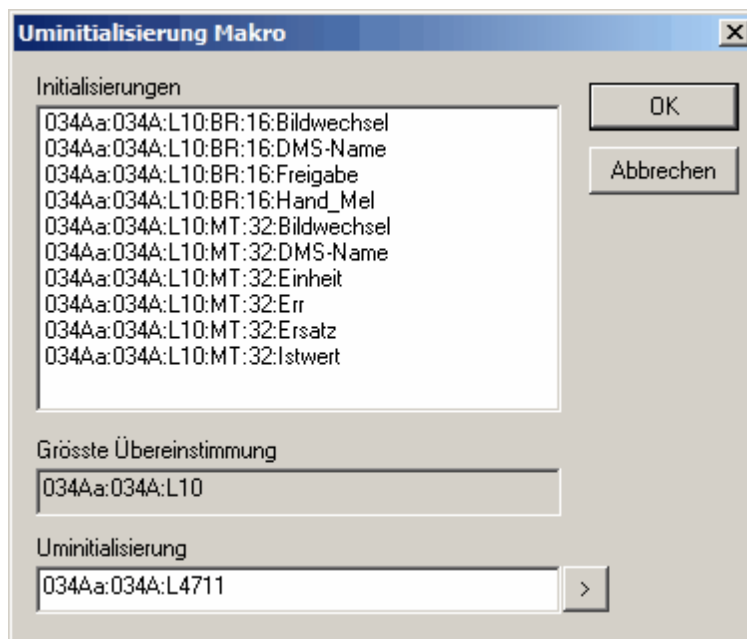 Uminitialisierung Makro
Initialisierungen
034Aa:034A:L10:BR:16:Bildwechsel
034Aa:034A:L10:BR:16:DMS-Name
034Aa:034A:L10:BR:16:Freigabe
034Aa:034A:L10:BR:16:Hand_Mel
034Aa:034A:L10:MT:32:Bildwechsel
034Aa:034A:L10:MT:32:DMS-Name
034Aa:034A:L10:MT:32:Einheit
034Aa:034A:L10:MT:32:Err
034Aa:034A:L10:MT:32:Ersatz
034Aa:034A:L10:MT:32:Istwert
OK
Abbrechen
Grösste Übereinstimmung
034Aa:034A:L10
Uminitialisierung
034Aa:034A:L4711
>